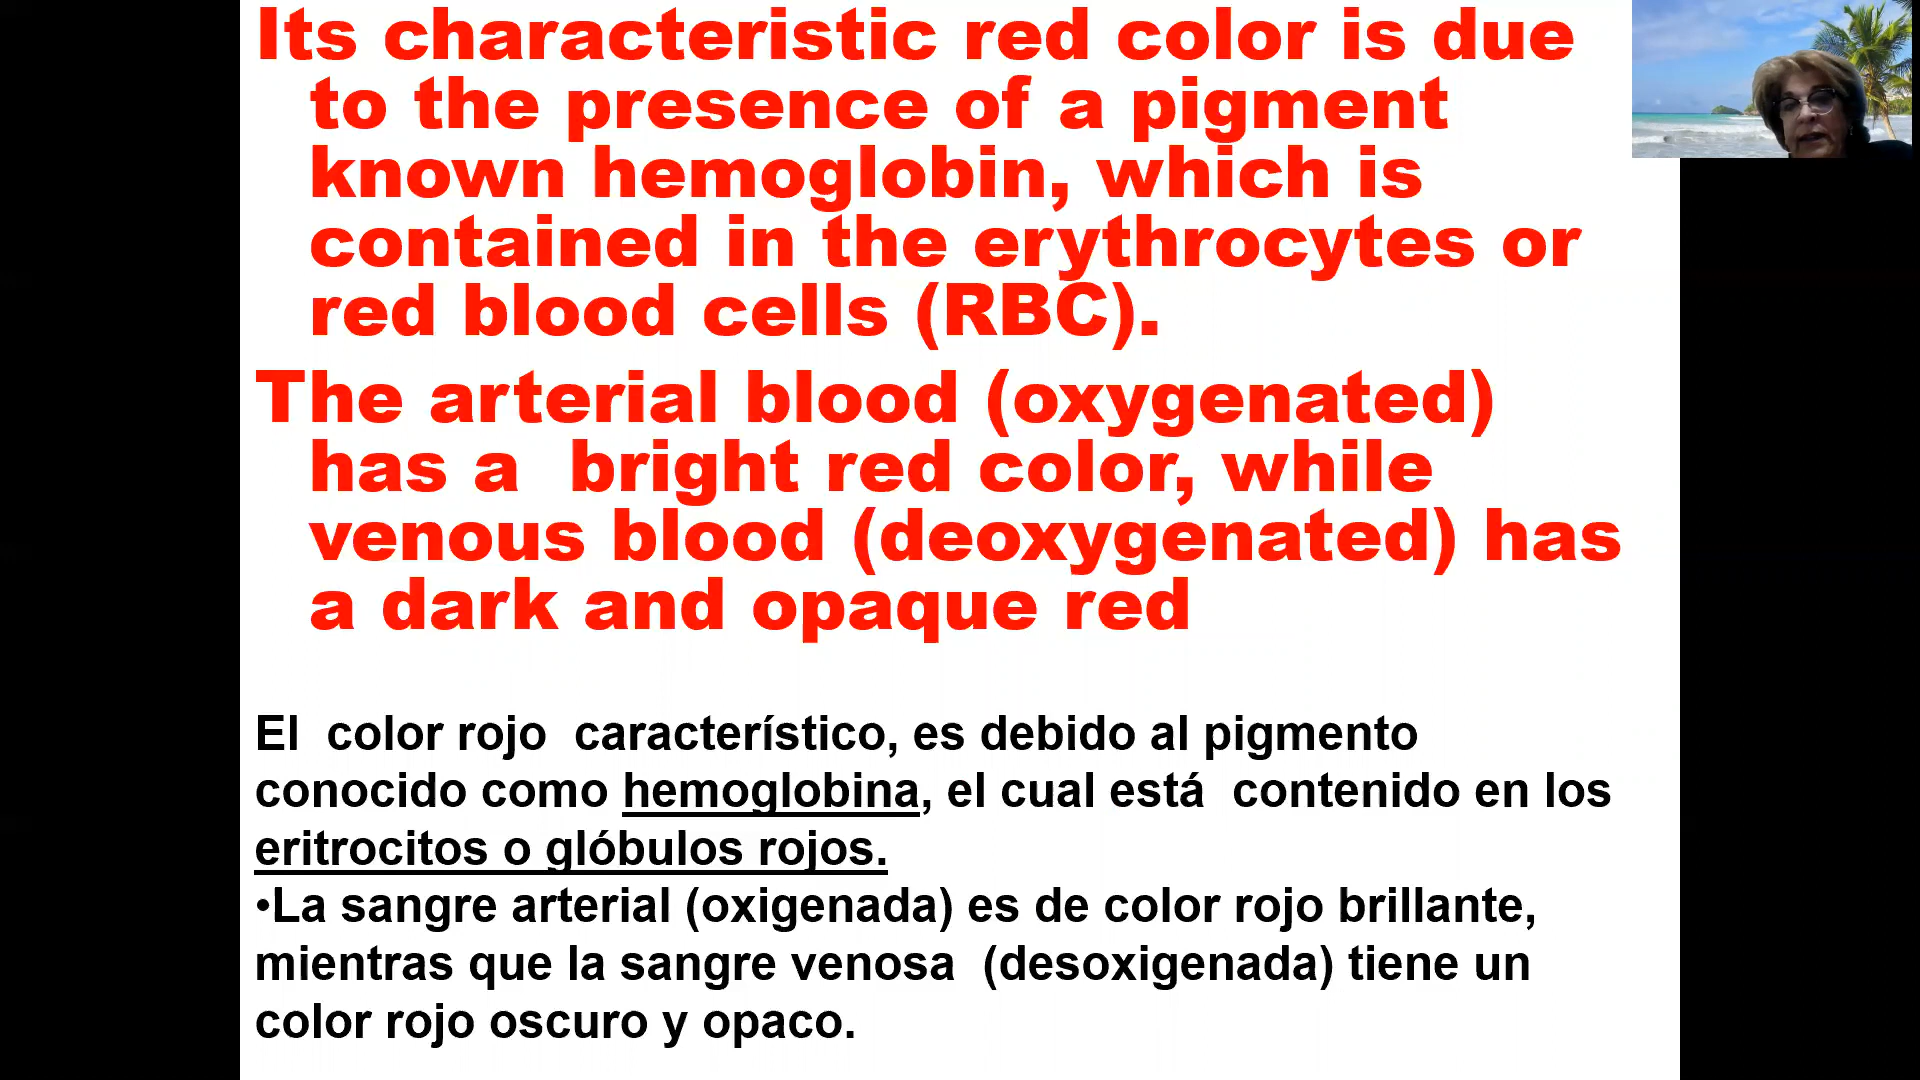 Its characteristic red color is due
to the presence of a pigment
known hemoglobin, which is
contained in the erythrocytes or
red blood cells (RBC).
The arterial blood (oxygenated)
has a bright red color, while
venous blood (deoxygenated) has
a dark and opaque red
El color rojo característico, es debido al pigmento
conocido como hemoglobina, el cual está contenido en los
eritrocitos o glóbulos rojos.
•La sangre arterial (oxigenada) es de color rojo brillante,
mientras que la sangre venosa (desoxigenada) tiene un
color rojo oscuro y opaco.